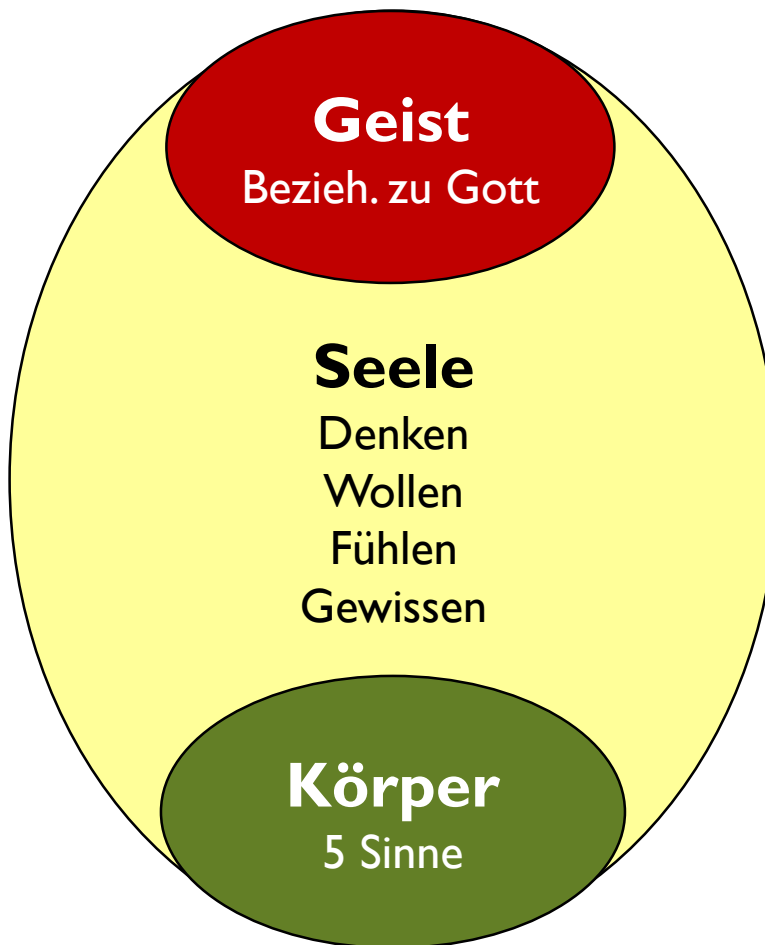 Geist
Bezieh. zu Gott
Seele
Denken
Wollen
Fühlen
Gewissen
Körper
5 Sinne